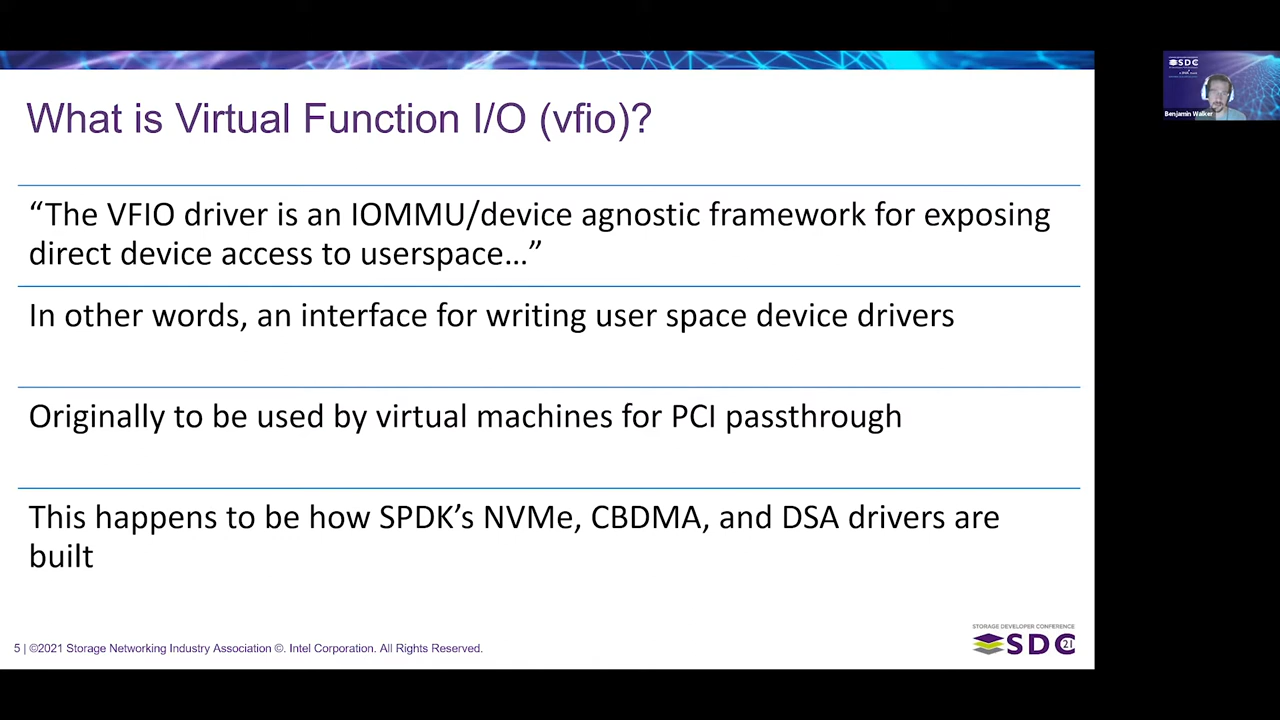 What is Virtual Function I/O (vfio)?
“The VFIO driver is an IOMMU/device agnostic framework for exposing
direct device access to userspace…”
In other words, an interface for writing user space device drivers
Originally to be used by virtual machines for PCI passthrough
This happens to be how SPDK’s NVMe, CBDMA, and DSA drivers are
built
5 | ©2021 Storage Networking Industry Association ©. Intel Corporation. All Rights Reserved.
STORAGE DEVELOPER CONFERENCE
SDC 21
SDC
Benjamin Walker